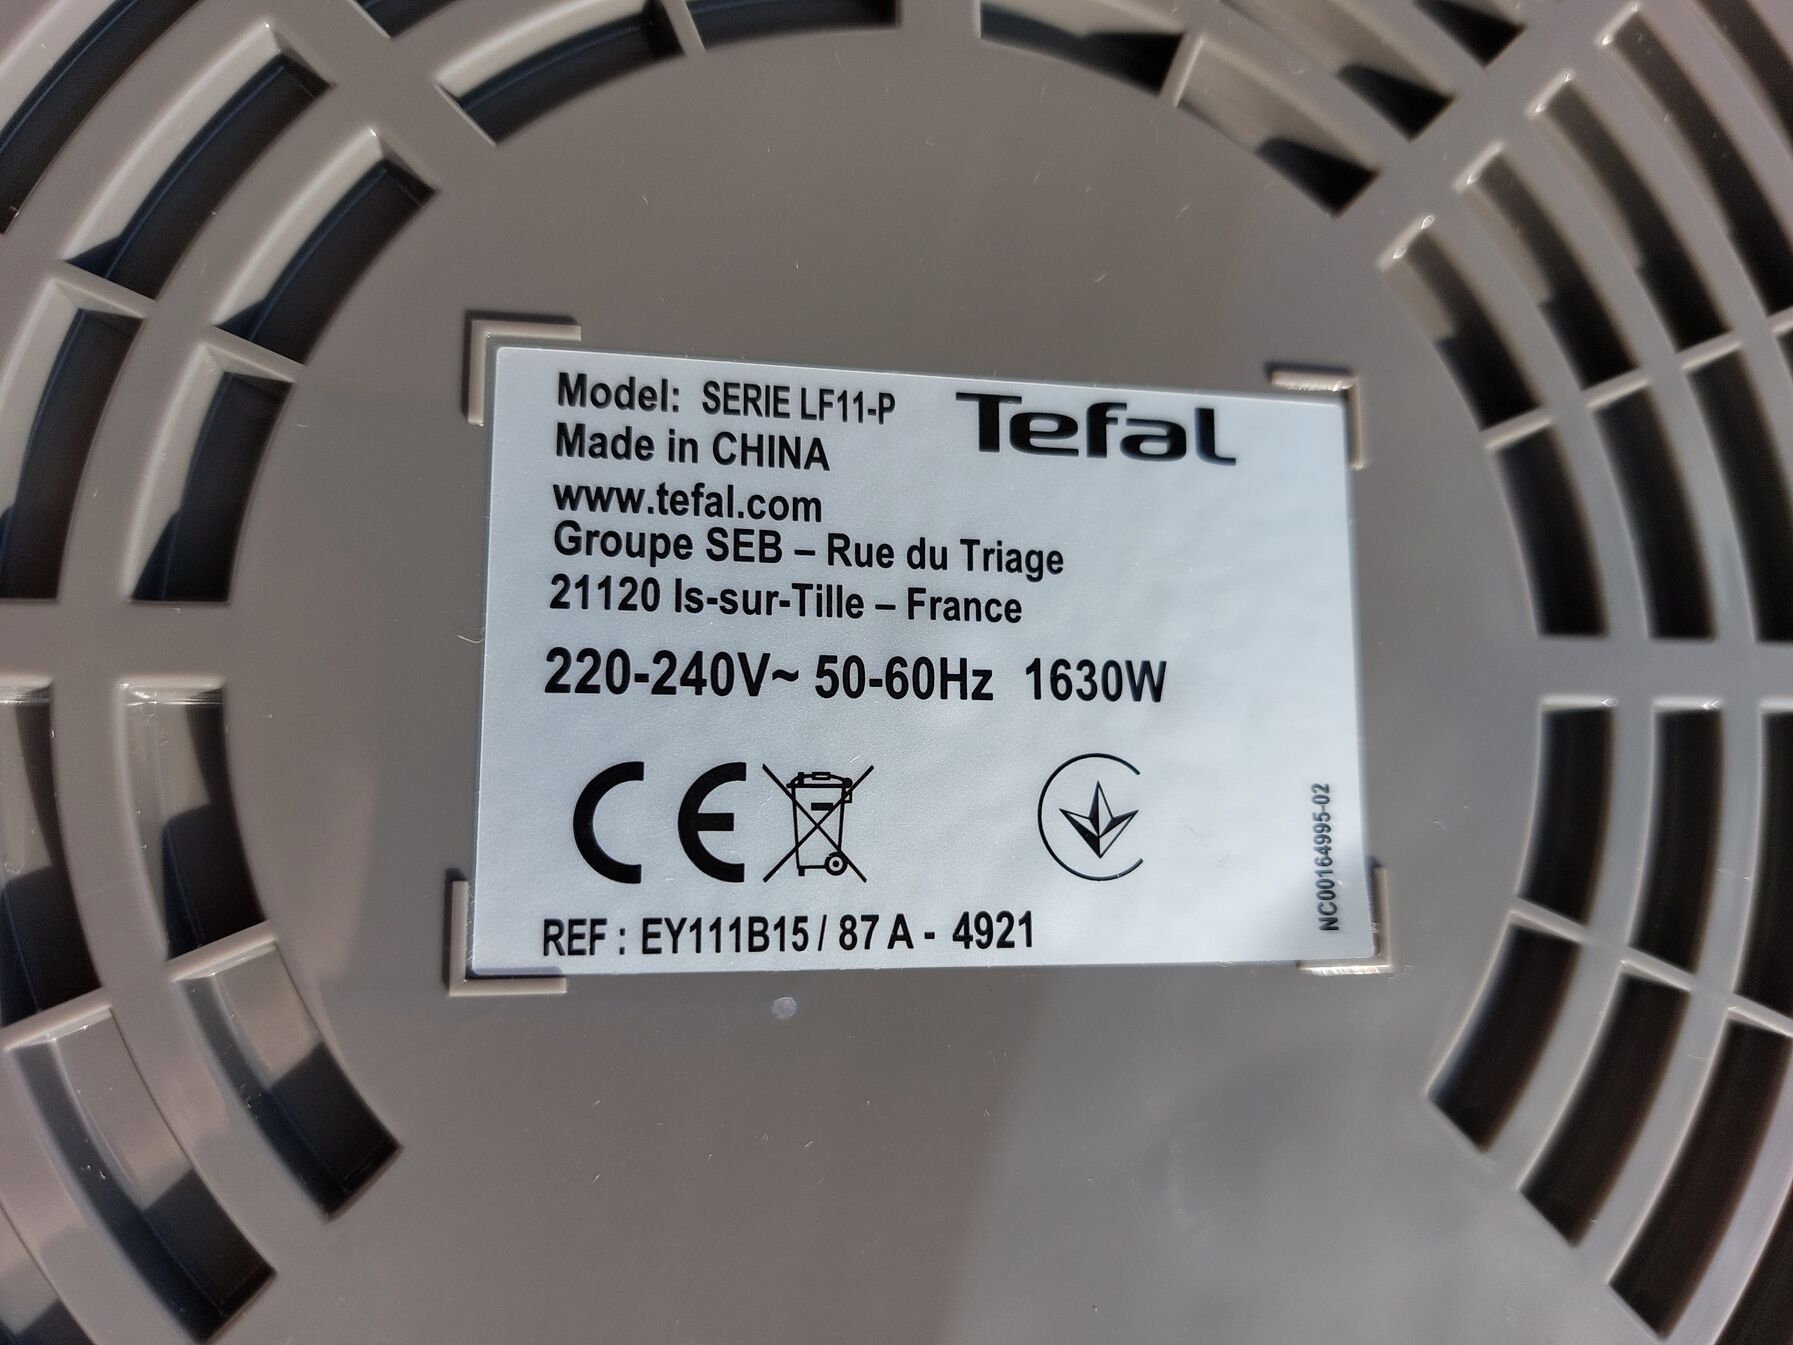 Model: SERIE LF11-P
Tefal
Made in CHINA
www.tefal.com
Groupe SEB – Rue du Triage
21120 Is-sur-Tille – France
220-240V~ 50-60Hz 1630W
CE
NC00164995-02
REF : EY111B15 / 87 A - 4921